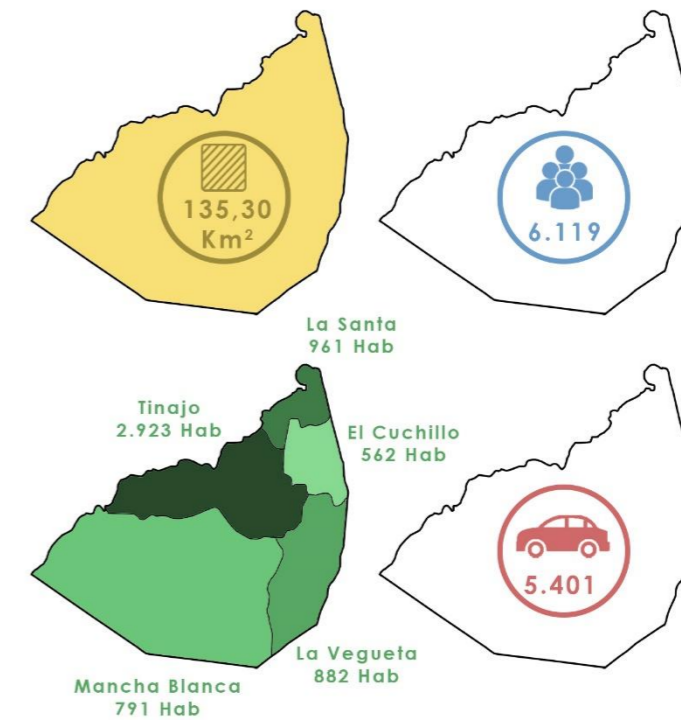 135,30
Km²
6.119
La Santa
961 Hab
Tinajo
2.923 Hab
El Cuchillo
562 Hab
5.401
La Vegueta
882 Hab
Mancha Blanca
791 Hab